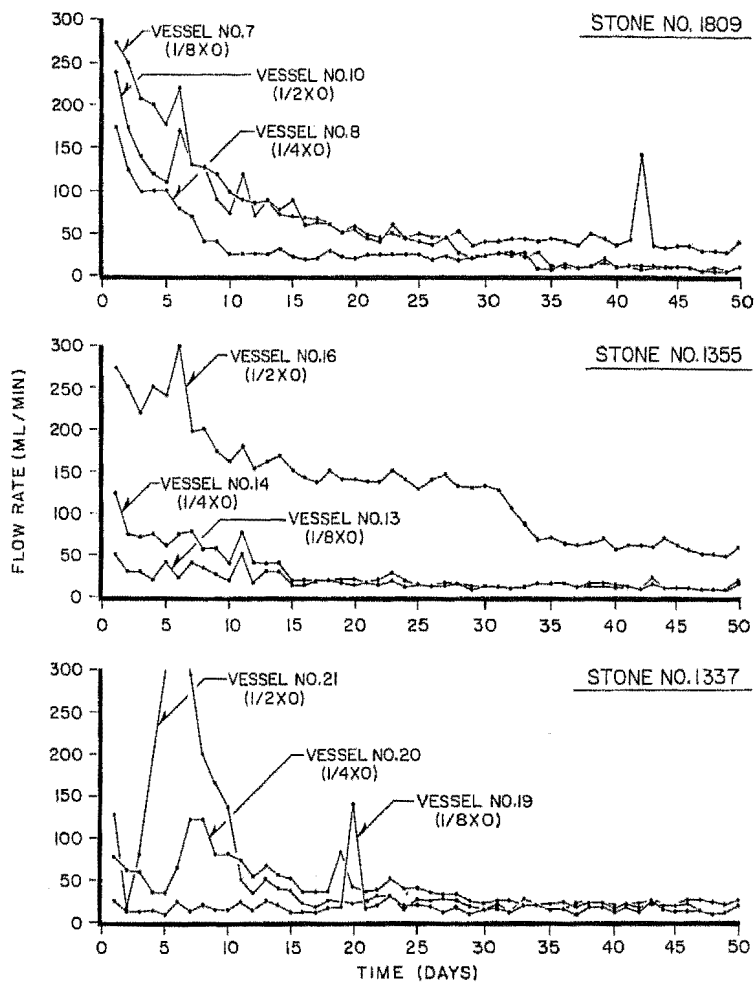 STONE NO. 1809
300
250
200
150
100
50
0
VESSEL NO. 7
(1/8X0)
VESSEL NO. 10
(1/2X0)
VESSEL NO. 8
(1/4X0)
0 5 10 15 20 25 30 35 40 45 50
STONE NO. 1355
300
250
200
150
100
50
0
VESSEL NO. 16
(1/2X0)
VESSEL NO. 14
(1/4X0)
VESSEL NO. 13
(1/8X0)
0 5 10 15 20 25 30 35 40 45 50
FLOW RATE (ML/MIN)
STONE NO. 1337
300
250
200
150
100
50
0
VESSEL NO. 21
(1/2X0)
VESSEL NO. 20
(1/4X0)
VESSEL NO. 19
(1/8X0)
0 5 10 15 20 25 30 35 40 45 50
TIME (DAYS)